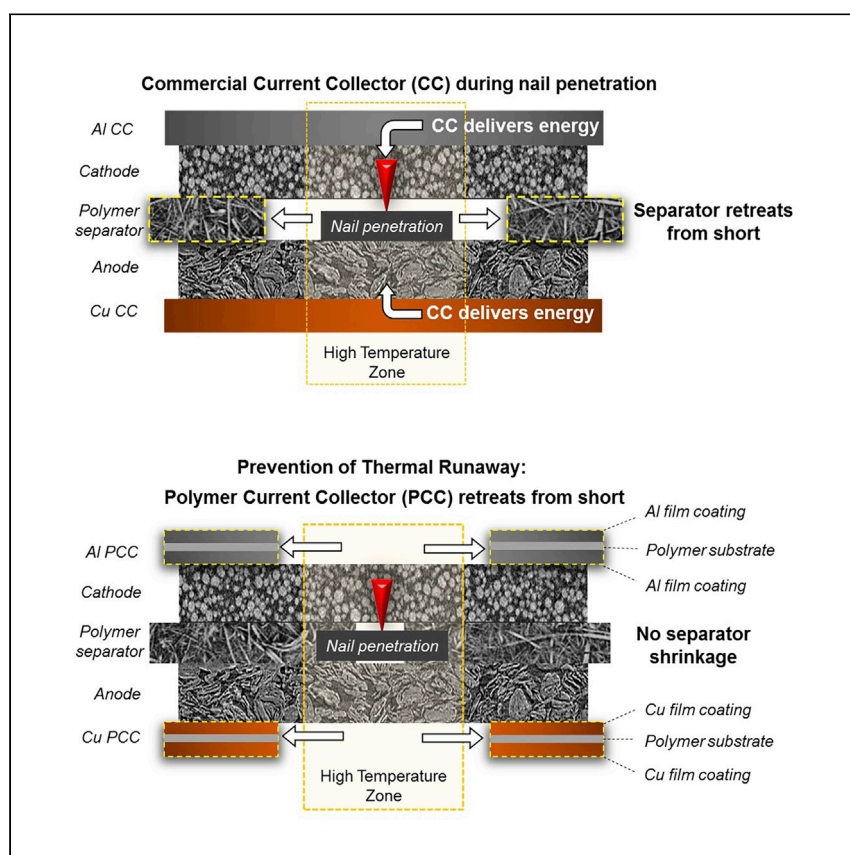 Commercial Current Collector (CC) during nail penetration
Al CC
CC delivers energy
Cathode
Polymer
separator
Nail penetration
Separator retreats
from short
Anode
Cu CC
CC delivers energy
High Temperature
Zone
Prevention of Thermal Runaway:
Polymer Current Collector (PCC) retreats from short
Al film coating
Al PCC
Polymer substrate
Al film coating
Cathode
Polymer
separator
Nail penetration
No separator
shrinkage
Anode
Cu film coating
Cu PCC
Polymer substrate
Cu film coating
High Temperature
Zone